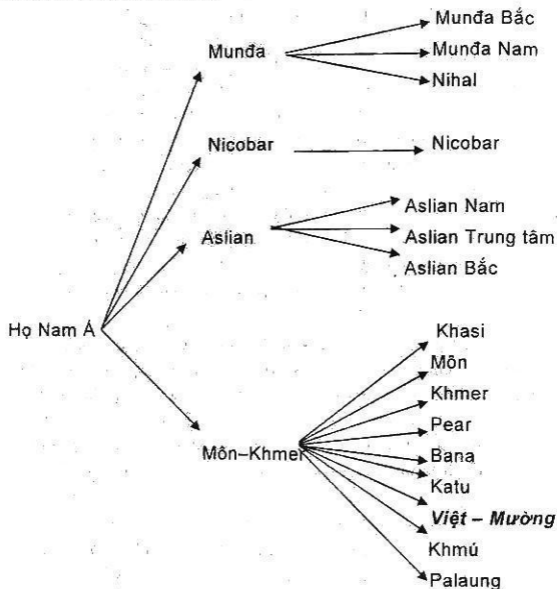 Munđa Bắc
Munđa
Munđa Nam
Nihal
Nicobar
Nicobar
Aslian Nam
Aslian
Aslian Trung tâm
Aslian Bắc
Họ Nam Á
Khasi
Môn
Khmer
Pear
Môn–Khmer
Bana
Katu
Việt – Mường
Khmú
Palaung